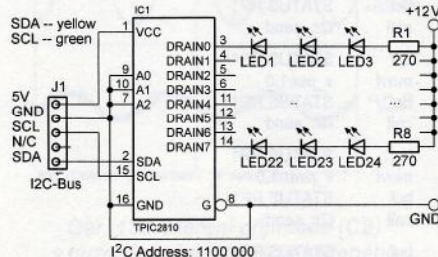 IC1
+12V
SDA -- yellow
SCL -- green
1 VCC
DRAIN0 3
DRAIN1 4
DRAIN2 5
DRAIN3 6
DRAIN4 11
DRAIN5 12
DRAIN6 13
DRAIN7 14
LED1 LED2 LED3
R1
270
9 A0
10 A1
7 A2
J1
5V
GND
SCL
N/C
SDA
1
I2C-Bus
2 SDA
15 SCL
16 GND
G 8
LED22 LED23 LED24
R8
270
GND
TPIC2810
I²C Address: 1100 000